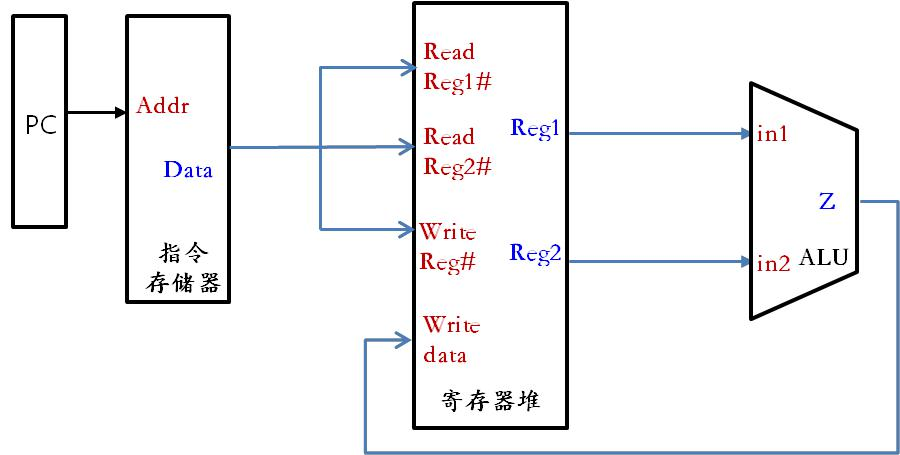 PC
Addr
Data
指令
存储器
Read
Reg1#
Read
Reg2#
Write
Reg#
Write
data
Reg1
Reg2
寄存器堆
in1
in2
Z
ALU